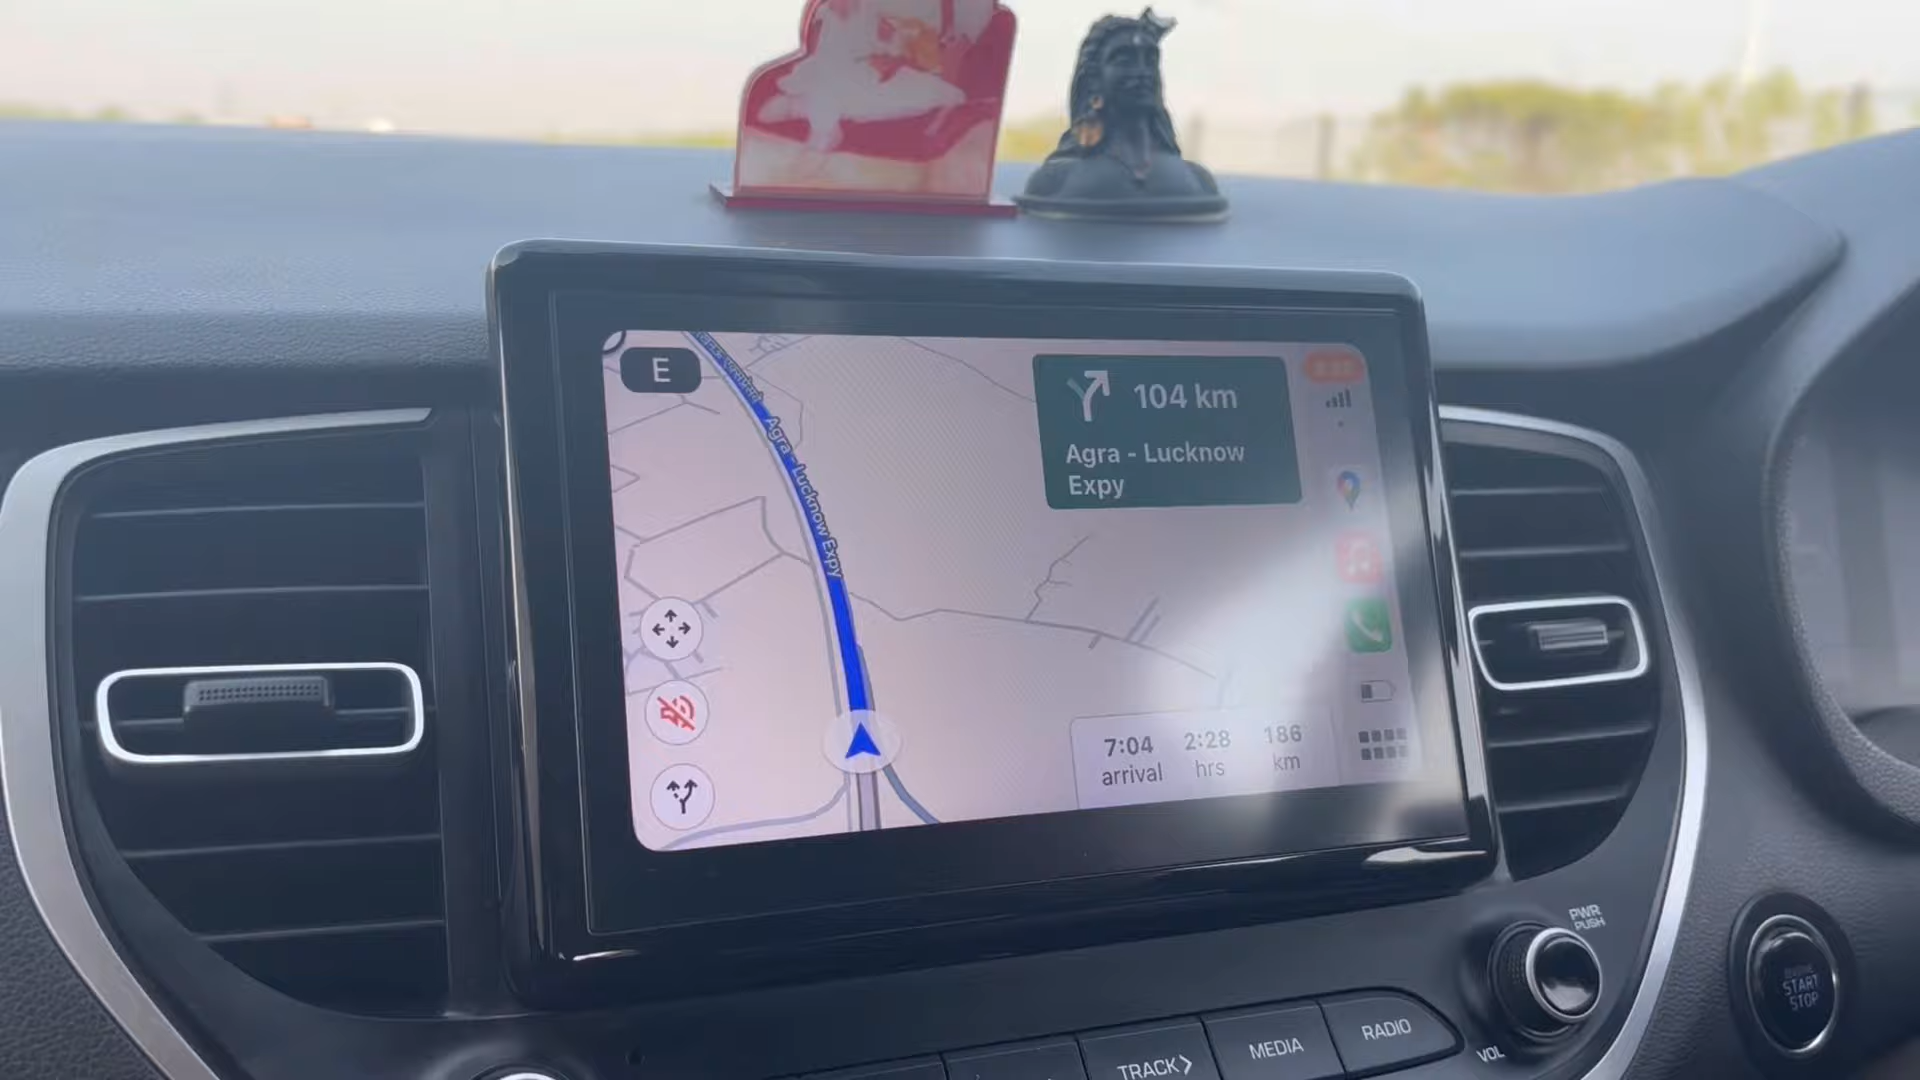 E
104 km
Agra - Lucknow
Expy
Agra - Lucknow Expy
7:04 2:28 186
arrival hrs km
PWR
PUSH
ENGINE
START
STOP
VOL
TRACK
MEDIA
RADIO